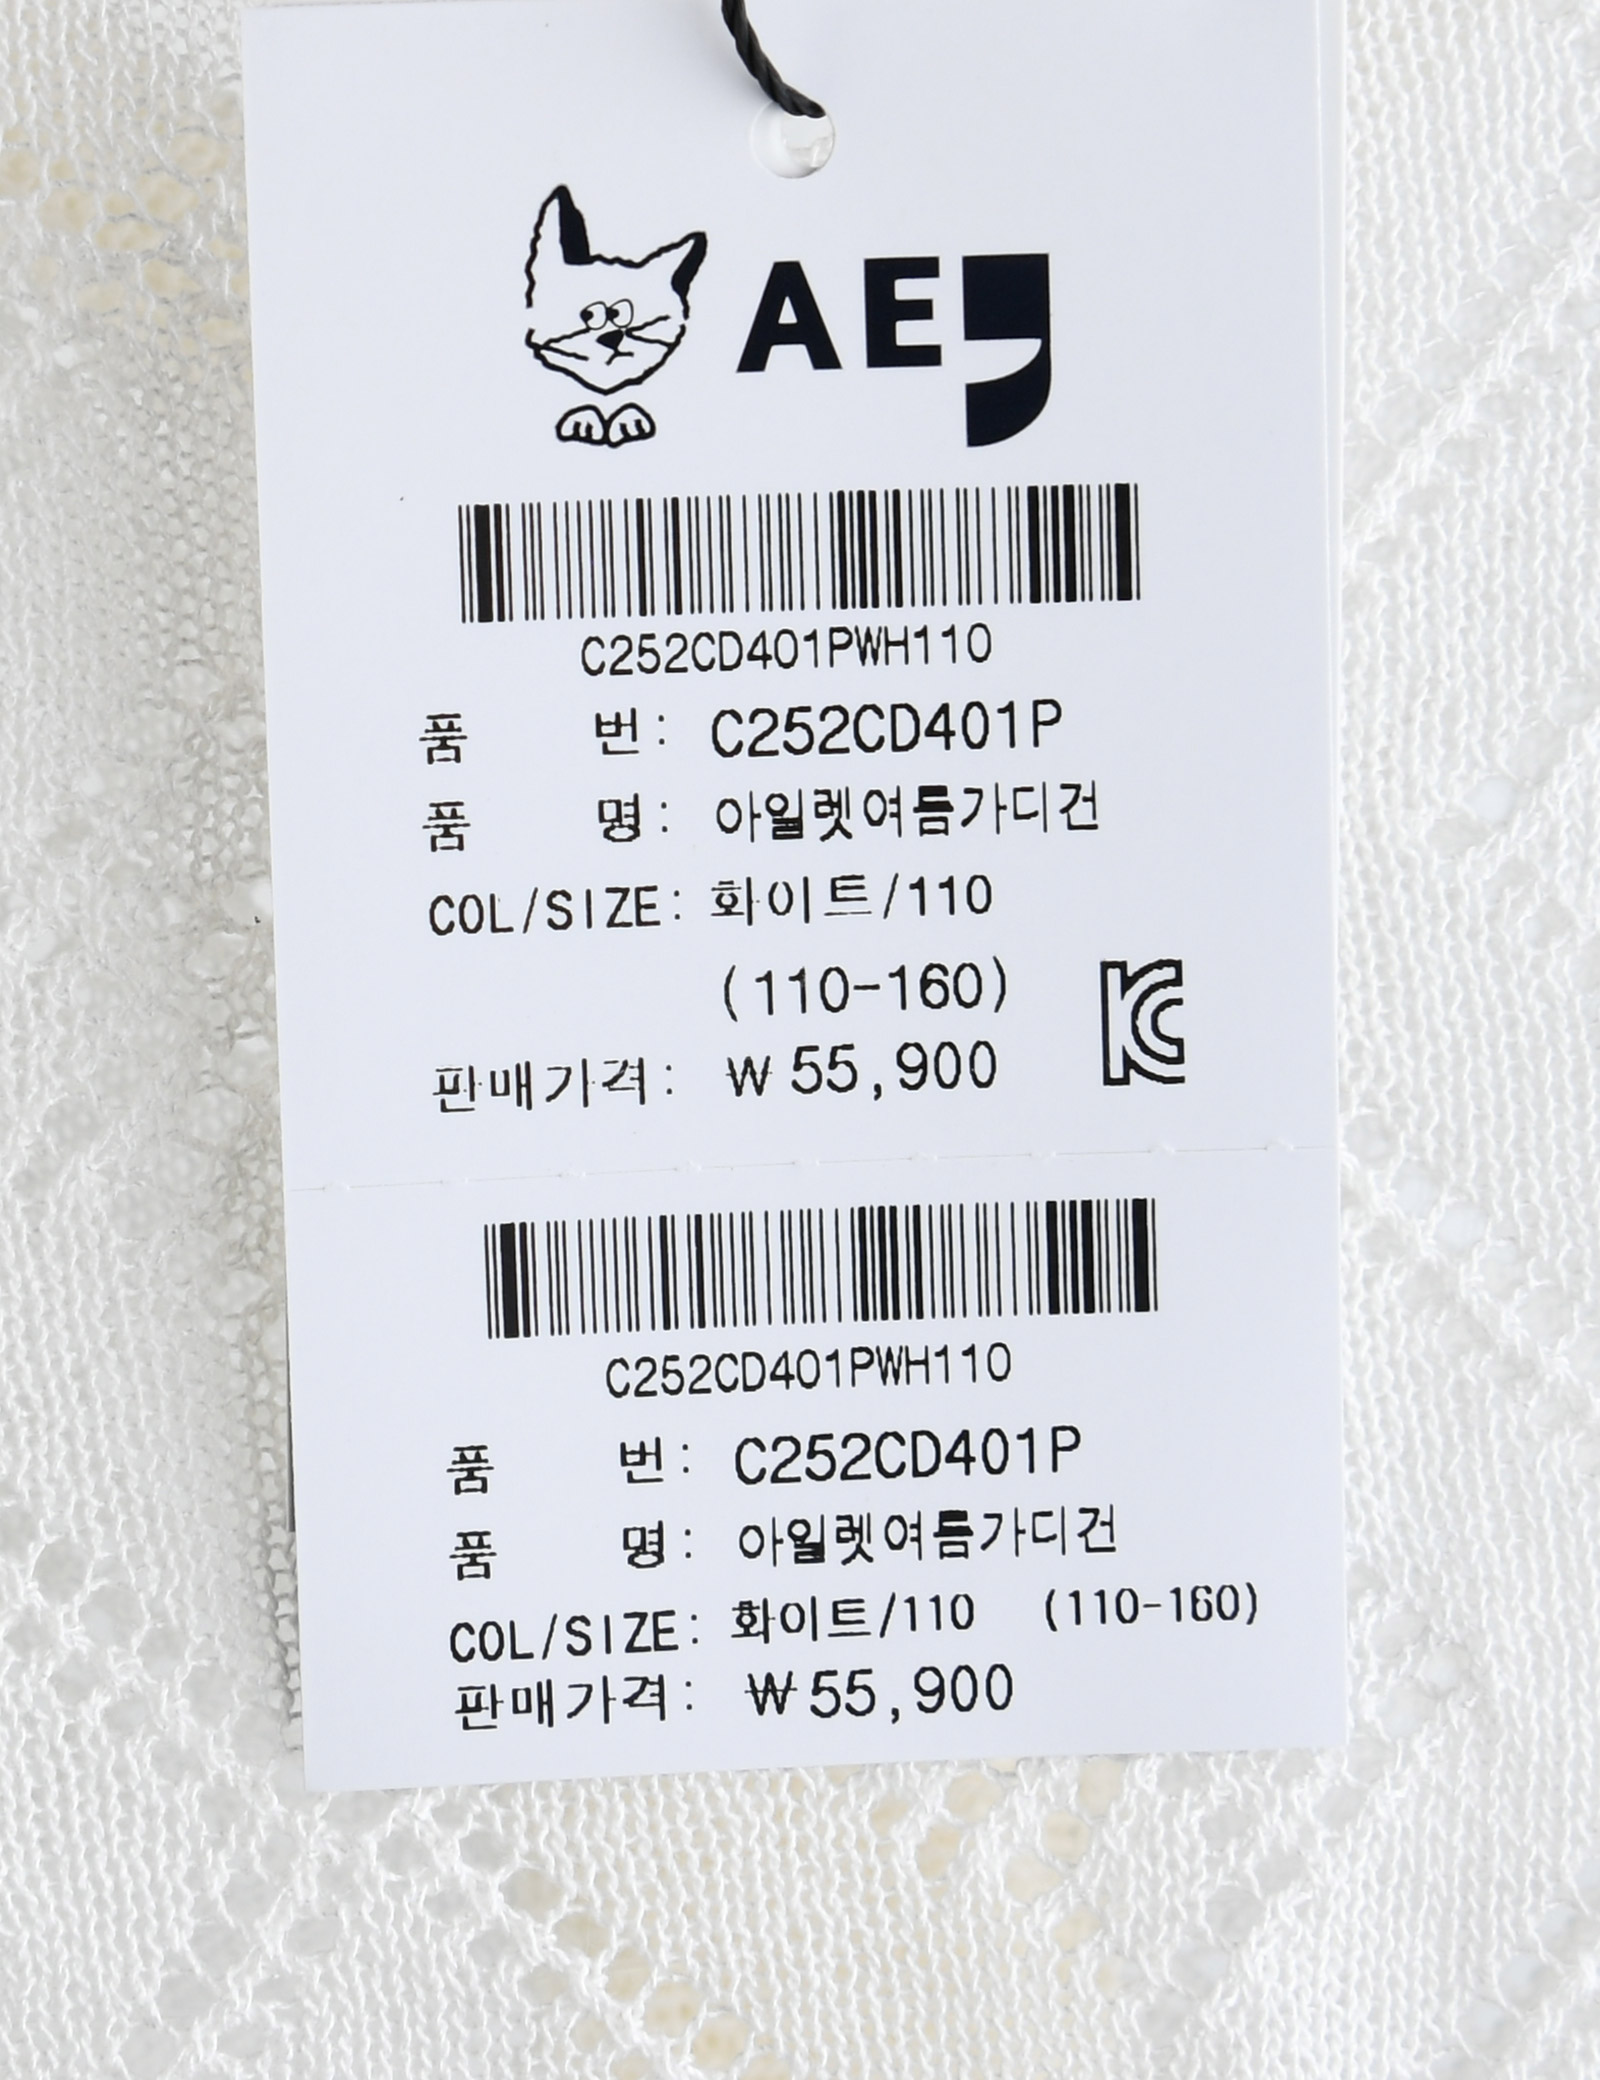 AE,
C252CD401PWH110
품 번: C252CD401P
품 명: 아일렛여름가디건
COL/SIZE: 화이트/110
(110-160)
판매가격: ₩55,900
C252CD401PWH110
품 번: C252CD401P
품 명: 아일렛여름가디건
COL/SIZE: 화이트/110 (110-160)
판매가격: ₩55,900